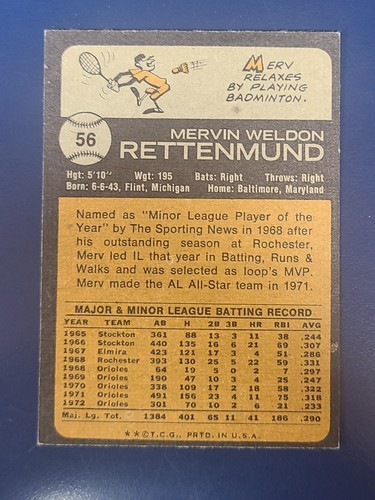 MERV
RELAXES
BY PLAYING
BADMINTON.
56
MERVIN WELDON
RETTENMUND
Hgt: 5'10" Wgt: 195 Bats: Right Throws: Right
Born: 6-6-43, Flint, Michigan Home: Baltimore, Maryland
Named as "Minor League Player of the
Year" by The Sporting News in 1968 after
his outstanding season at Rochester,
Merv led IL that year in Batting, Runs &
Walks and was selected as loop's MVP.
Merv made the AL All-Star team in 1971.
MAJOR & MINOR LEAGUE BATTING RECORD
YEAR TEAM AB H 2B 3B HR RBI AVG
1965 Stockton 361 88 13 3 11 38 .244
1966 Stockton 440 135 16 6 21 69 .307
1967 Elmira 423 121 17 3 4 51 .286
1968 Rochester 393 130 25 5 22 59 .331
1968 Orioles 64 19 5 0 2 7 .297
1969 Orioles 190 47 10 3 4 25 .247
1970 Orioles 338 109 17 2 18 58 .322
1971 Orioles 491 156 23 4 11 75 .318
1972 Orioles 301 70 10 2 6 21 .233
Maj. Lg. Tot. 1384 401 65 11 41 186 .290
★★©T.C.G., PRTD. IN U.S.A.